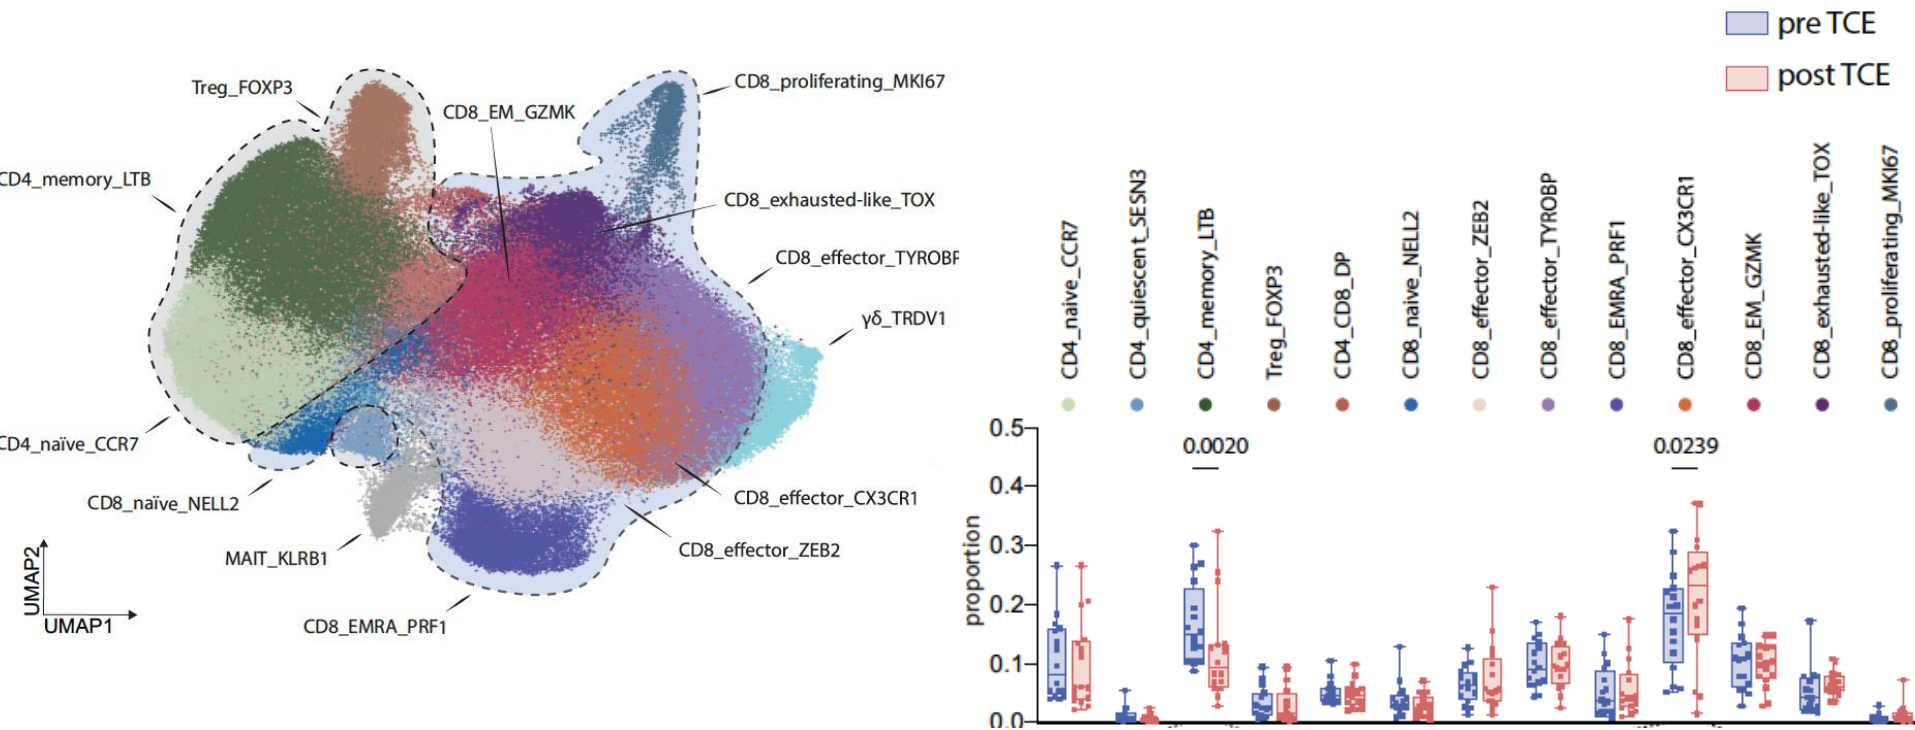 Treg_FOXP3
CD8_EM_GZMK
CD8_proliferating_MKI67
CD4_memory_LTB
CD8_exhausted-like_TOX
CD8_effector_TYROBP
γδ_TRDV1
CD4_naïve_CCR7
CD8_naïve_NELL2
MAIT_KLRB1
CD8_effector_CX3CR1
CD8_effector_ZEB2
CD8_EMRA_PRF1
UMAP2
UMAP1
pre TCE
post TCE
CD4_naive_CCR7
CD4_quiescent_SESN3
CD4_memory_LTB
Treg_FOXP3
CD4_CD8_DP
CD8_naive_NELL2
CD8_effector_ZEB2
CD8_effector_TYROBP
CD8_EMRA_PRF1
CD8_effector_CX3CR1
CD8_EM_GZMK
CD8_exhausted-like_TOX
CD8_proliferating_MKI67
proportion
0.5
0.4
0.3
0.2
0.1
0.0
0.0020
0.0239